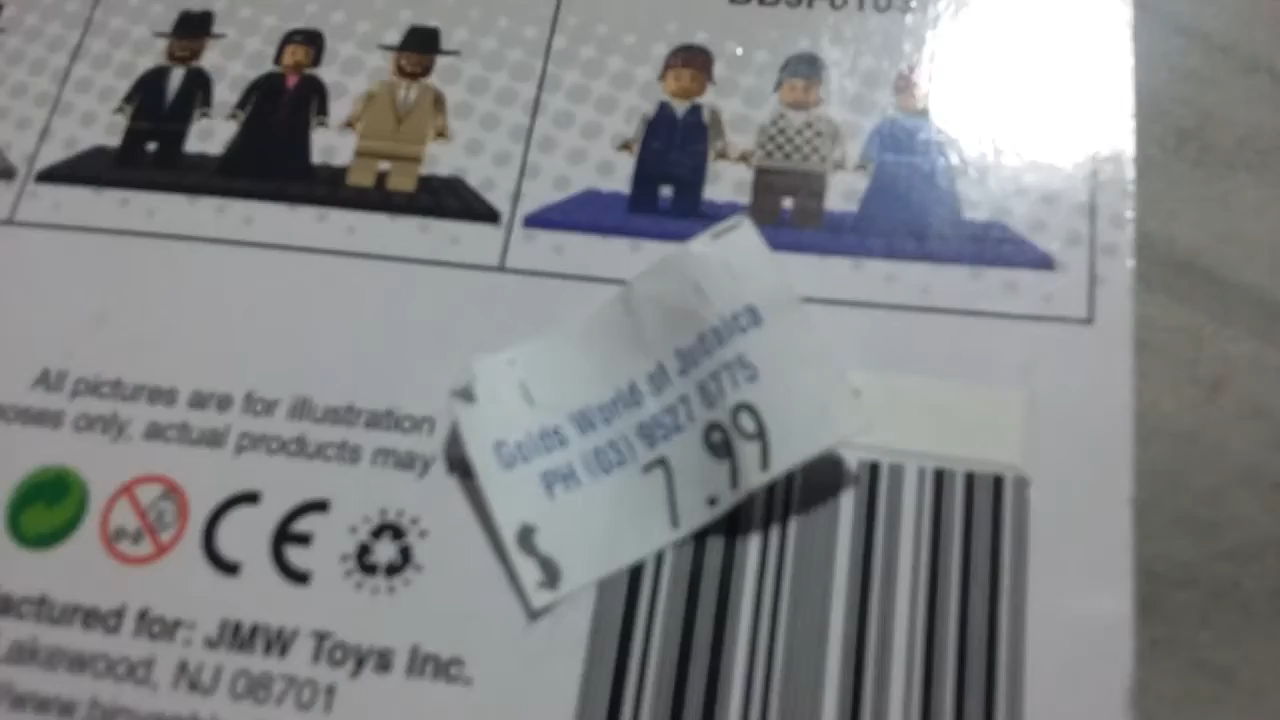 All pictures are for illustration
oses only, actual products may
Golds World of Judaica
PH (03) 9527 8775
$ 7.99
CE
actured for: JMW Toys Inc.
Lakewood, NJ 08701